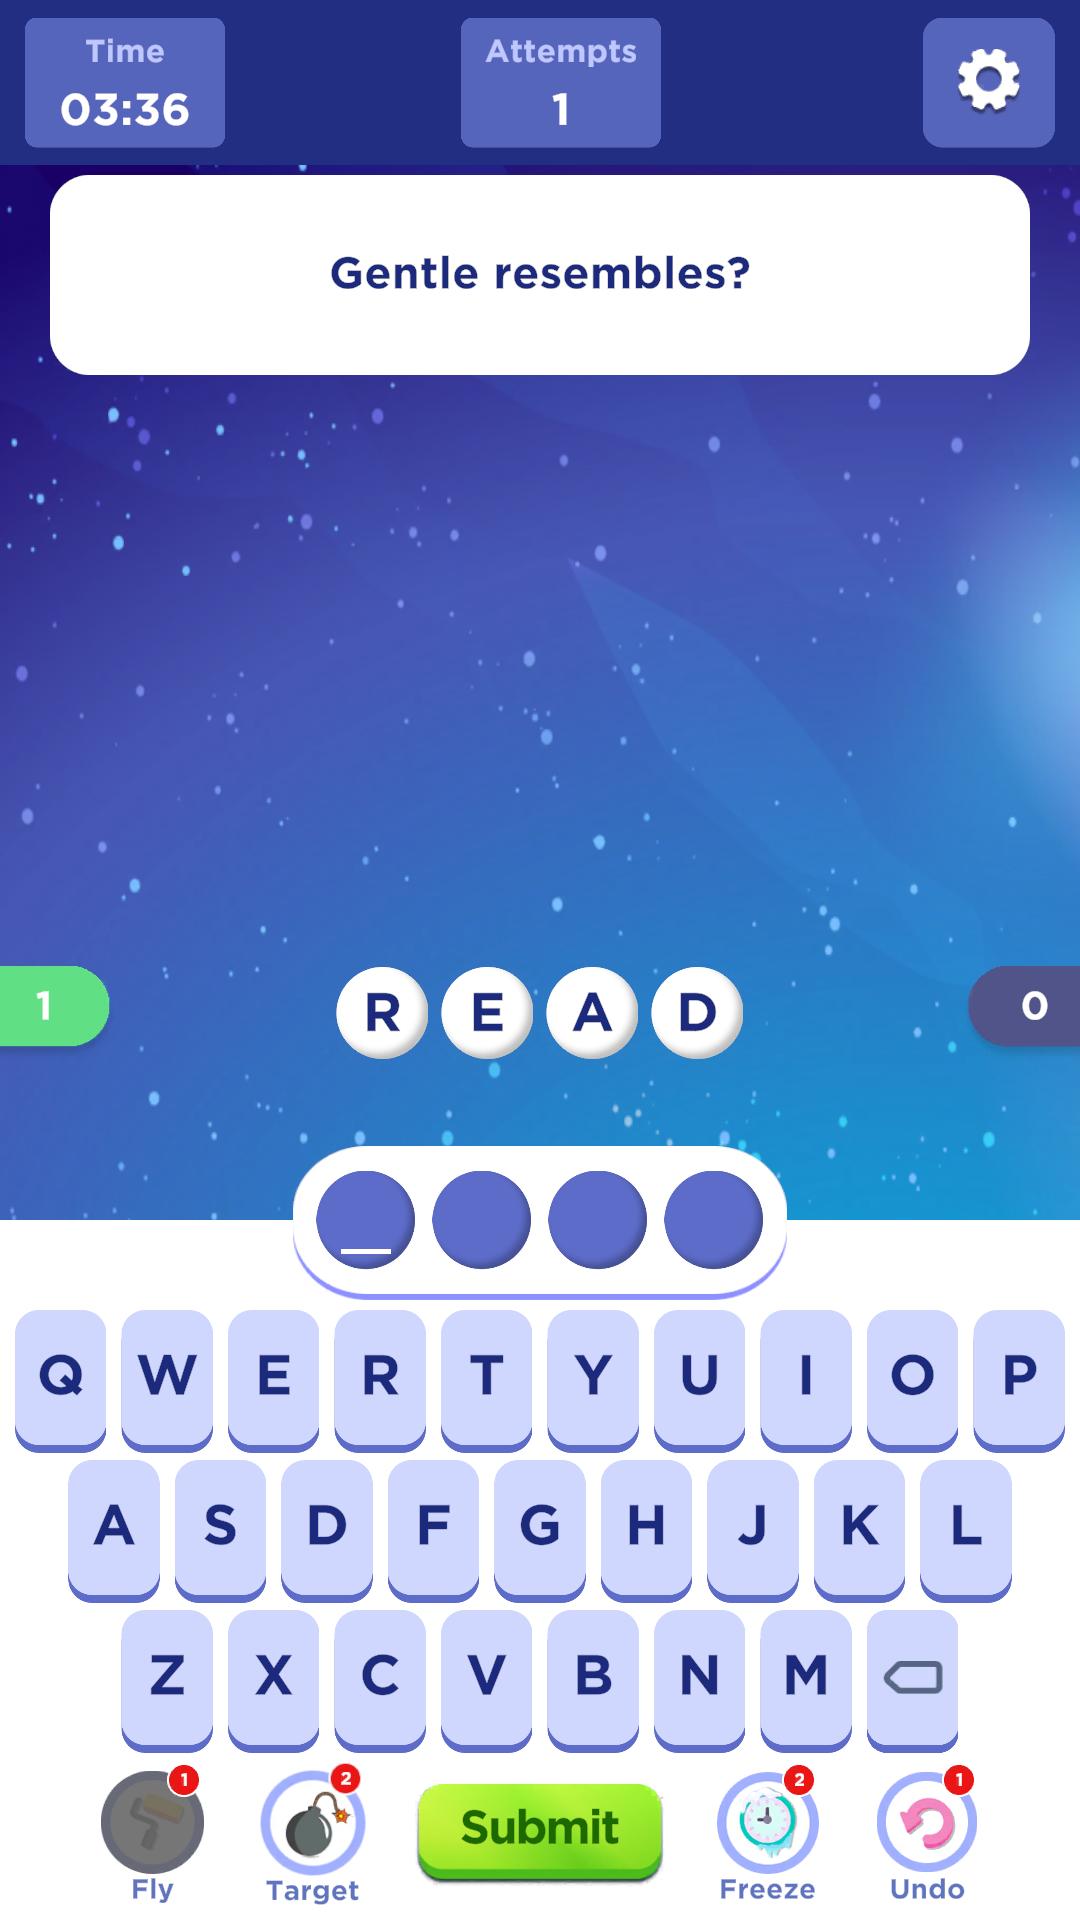 Time Attempts
03:36 1
Gentle resembles?
1 R E A D 0
Q W E R T Y U I O P
A S D F G H J K L
Z X C V B N M
1 2 2 1
Submit
Fly Target Freeze Undo